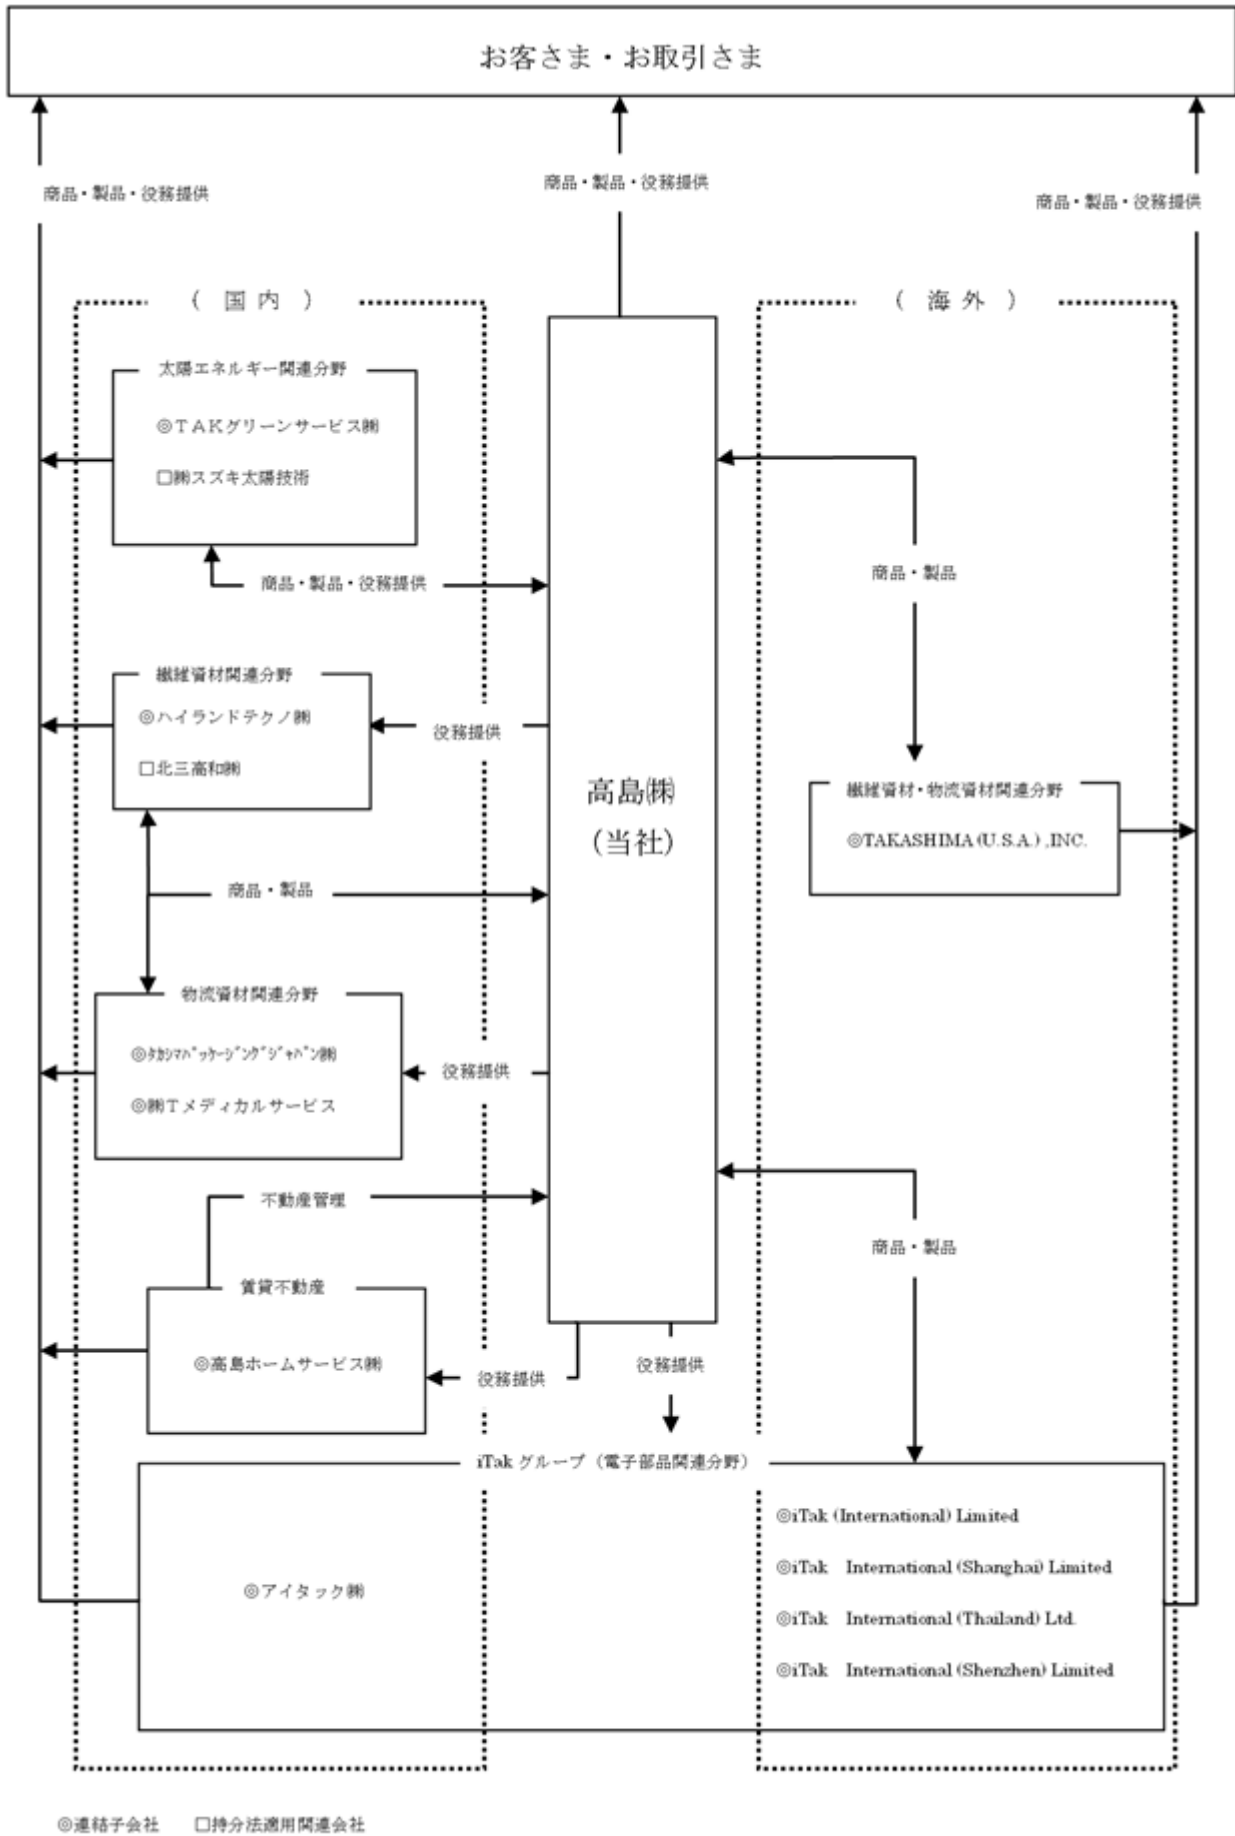 お客さま・お取引さま
商品・製品・役務提供
商品・製品・役務提供
商品・製品・役務提供
( 国 内 )
( 海 外 )
太陽エネルギー関連分野
◎TAKグリーンサービス㈱
□㈱スズキ太陽技術
商品・製品・役務提供
商品・製品
繊維資材関連分野
◎ハイランドテクノ㈱
□北三高和㈱
役務提供
高島㈱
(当社)
繊維資材・物流資材関連分野
◎TAKASHIMA (U.S.A.) ,INC.
商品・製品
物流資材関連分野
◎ﾀｶｼﾏﾊﾟｯｹｰｼﾞﾝｸﾞｼﾞｬﾊﾟﾝ㈱
◎㈱Tメディカルサービス
役務提供
不動産管理
商品・製品
賃貸不動産
◎高島ホームサービス㈱
役務提供
役務提供
iTak グループ（電子部品関連分野）
◎アイタック㈱
◎iTak (International) Limited
◎iTak International (Shanghai) Limited
◎iTak International (Thailand) Ltd.
◎iTak International (Shenzhen) Limited
◎連結子会社 □持分法適用関連会社